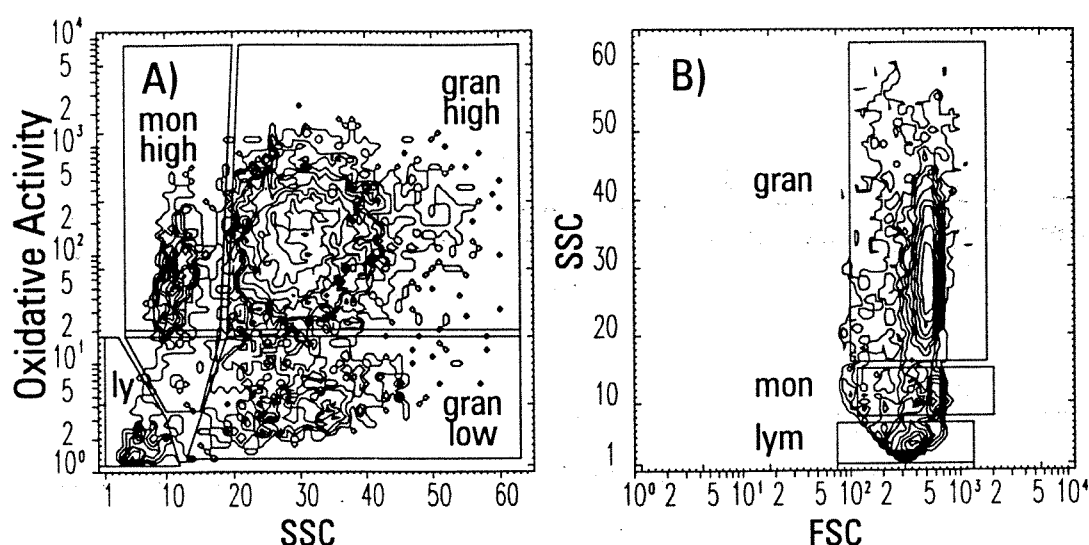 A)
mon
high
gran
high
ly
gran
low
Oxidative Activity
10⁴
5
2
10³
5
2
10²
5
2
10¹
5
2
10⁰
1 10 20 30 40 50 60
SSC
B)
gran
mon
lym
SSC
60
50
40
30
20
10
1
10⁰ 2 5 10¹ 2 5 10² 2 5 10³ 2 5 10⁴
FSC